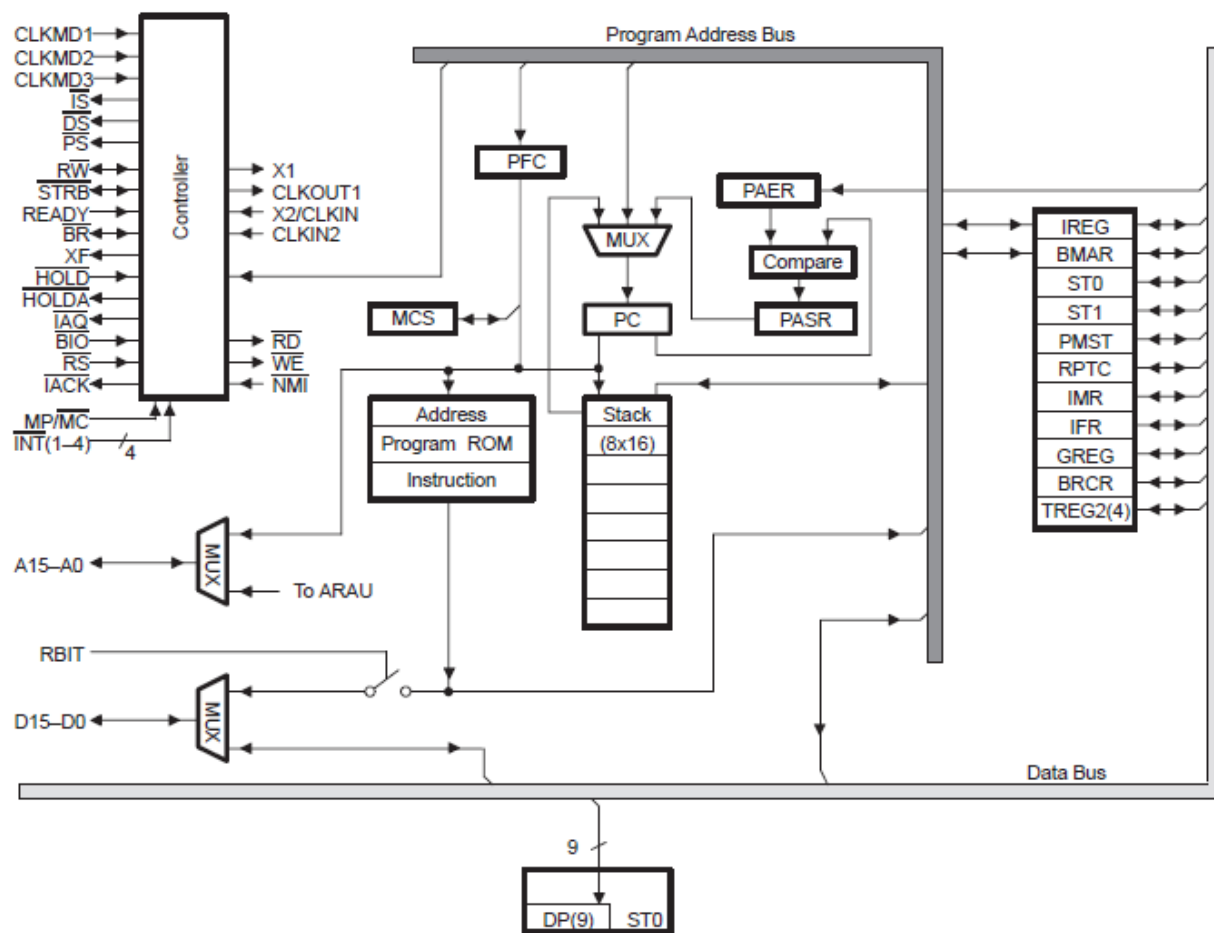 CLKMD1
CLKMD2
CLKMD3
IS
DS
PS
RW
STRB
READY
BR
XF
HOLD
HOLDA
IAQ
BIO
RS
IACK
MP/MC
INT(1–4)
4
Controller
X1
CLKOUT1
X2/CLKIN
CLKIN2
RD
WE
NMI
Program Address Bus
PFC
PAER
MUX
Compare
MCS
PC
PASR
Address
Program ROM
Instruction
Stack
(8x16)
IREG
BMAR
ST0
ST1
PMST
RPTC
IMR
IFR
GREG
BRCR
TREG2(4)
A15–A0
MUX
To ARAU
RBIT
D15–D0
MUX
Data Bus
9
DP(9) ST0